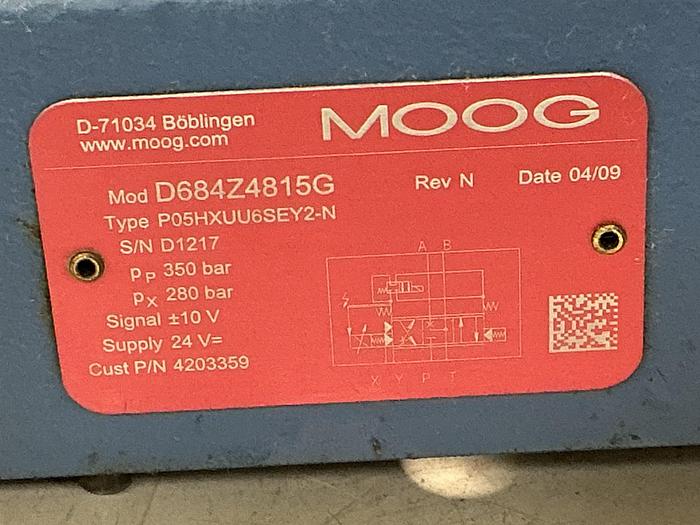 D-71034 Böblingen
www.moog.com
MOOG
Mod D684Z4815G
Rev N
Date 04/09
Type P05HXUU6SEY2-N
S/N D1217
pP 350 bar
pX 280 bar
Signal ±10 V
Supply 24 V=
Cust P/N 4203359
A B
X Y P T